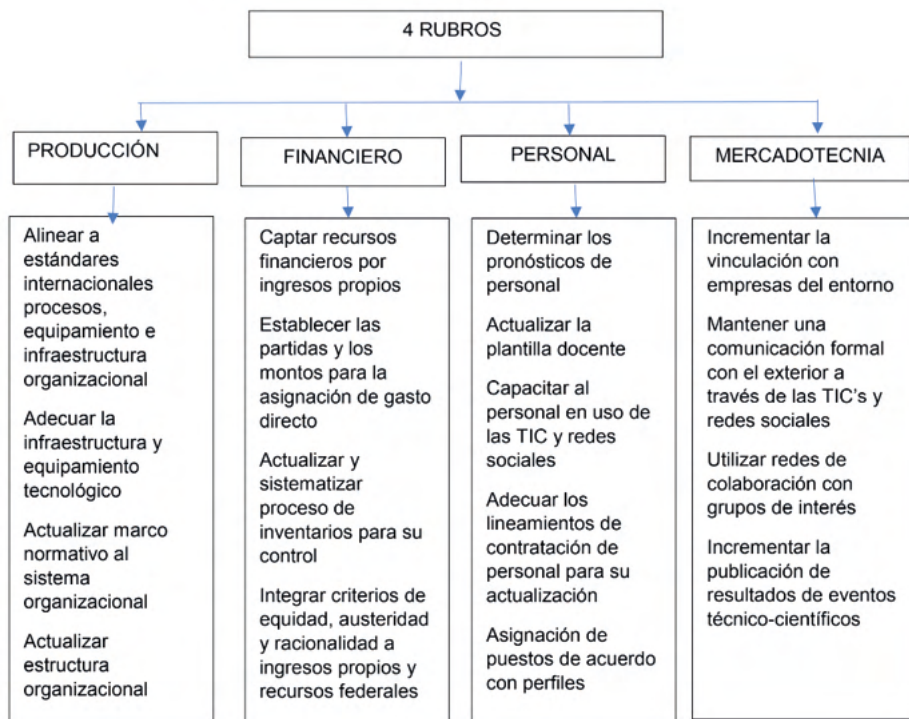 4 RUBROS
PRODUCCIÓN
FINANCIERO
PERSONAL
MERCADOTECNIA
Alinear a
estándares
internacionales
procesos,
equipamiento e
infraestructura
organizacional
Adecuar la
infraestructura y
equipamiento
tecnológico
Actualizar marco
normativo al
sistema
organizacional
Actualizar
estructura
organizacional
Captar recursos
financieros por
ingresos propios
Establecer las
partidas y los
montos para la
asignación de gasto
directo
Actualizar y
sistematizar
proceso de
inventarios para su
control
Integrar criterios de
equidad, austeridad
y racionalidad a
ingresos propios y
recursos federales
Determinar los
pronósticos de
personal
Actualizar la
plantilla docente
Capacitar al
personal en uso de
las TIC y redes
sociales
Adecuar los
lineamientos de
contratación de
personal para su
actualización
Asignación de
puestos de acuerdo
con perfiles
Incrementar la
vinculación con
empresas del entorno
Mantener una
comunicación formal
con el exterior a
través de las TIC's y
redes sociales
Utilizar redes de
colaboración con
grupos de interés
Incrementar la
publicación de
resultados de eventos
técnico-científicos